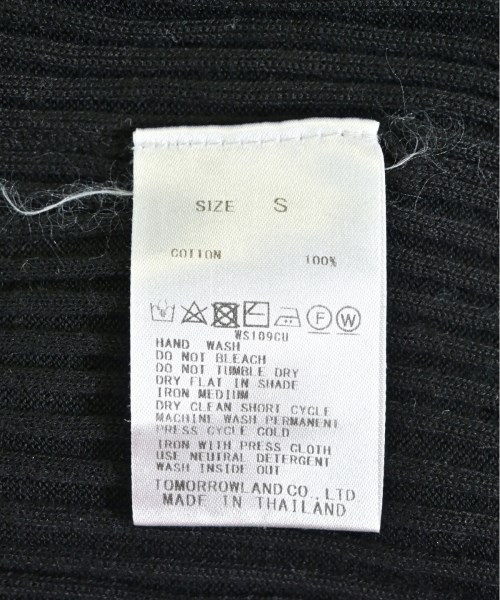 SIZE S
COTTON 100%
F W
WS109CU
HAND WASH
DO NOT BLEACH
DO NOT TUMBLE DRY
DRY FLAT IN SHADE
IRON MEDIUM
DRY CLEAN SHORT CYCLE
MACHINE WASH PERMANENT
PRESS CYCLE COLD
IRON WITH PRESS CLOTH
USE NEUTRAL DETERGENT
WASH INSIDE OUT
TOMORROWLAND CO., LTD
MADE IN THAILAND